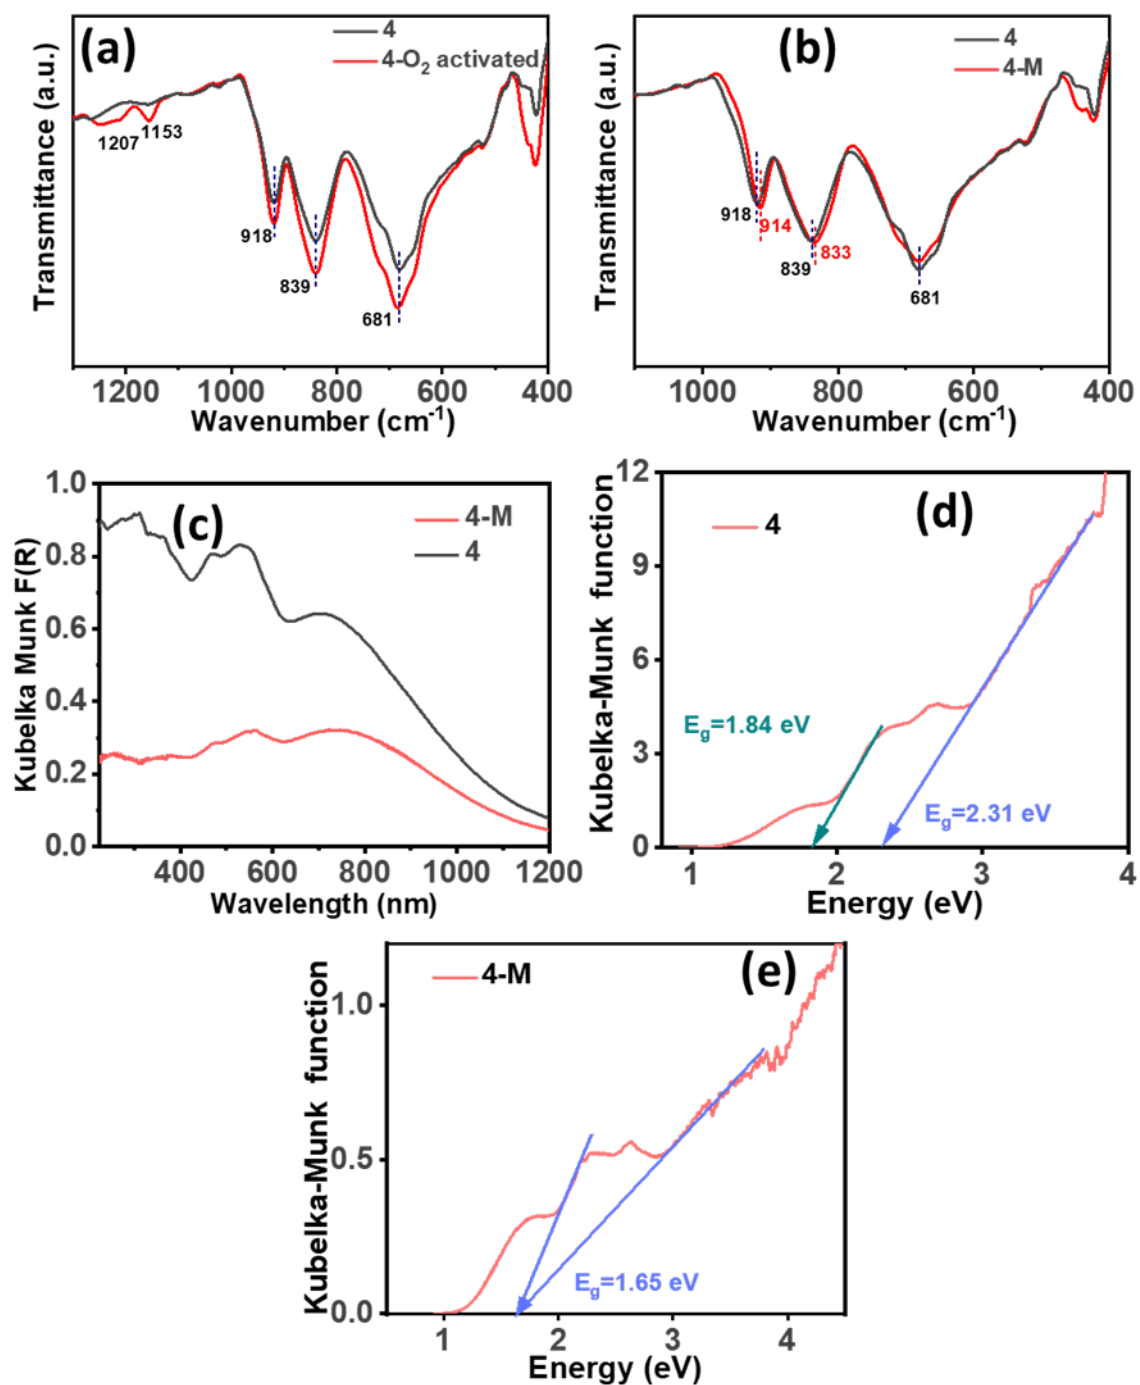 (a)
4
4-O2 activated
Transmittance (a.u.)
1207
1153
918
839
681
1200
1000
800
600
400
Wavenumber (cm-1)
(b)
4
4-M
Transmittance (a.u.)
918
914
839
833
681
1000
800
600
400
Wavenumber (cm-1)
(c)
4-M
4
Kubelka Munk F(R)
1.0
0.8
0.6
0.4
0.2
0.0
400
600
800
1000
1200
Wavelength (nm)
(d)
4
Kubelka-Munk function
12
9
6
3
0
Eg=1.84 eV
Eg=2.31 eV
1
2
3
4
Energy (eV)
(e)
4-M
Kubelka-Munk function
1.0
0.5
0.0
Eg=1.65 eV
1
2
3
4
Energy (eV)